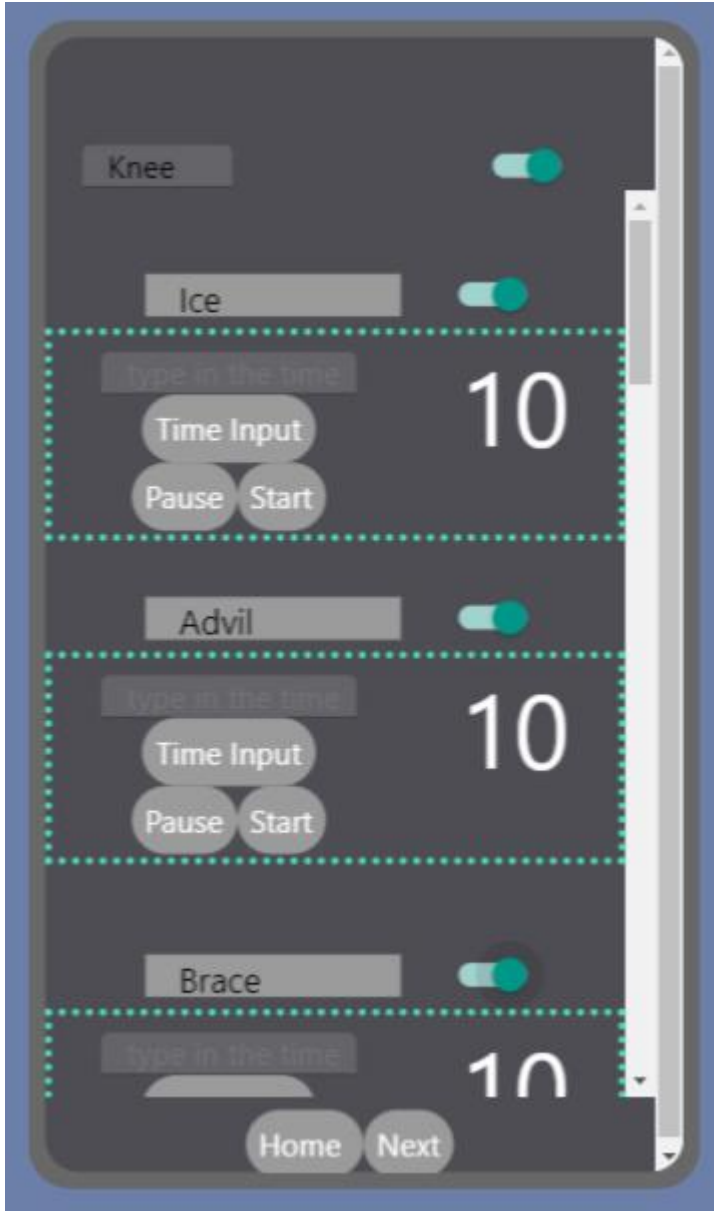 Knee
Ice
type in the time
10
Time Input
Pause Start
Advil
type in the time
10
Time Input
Pause Start
Brace
type in the time
10
Home Next